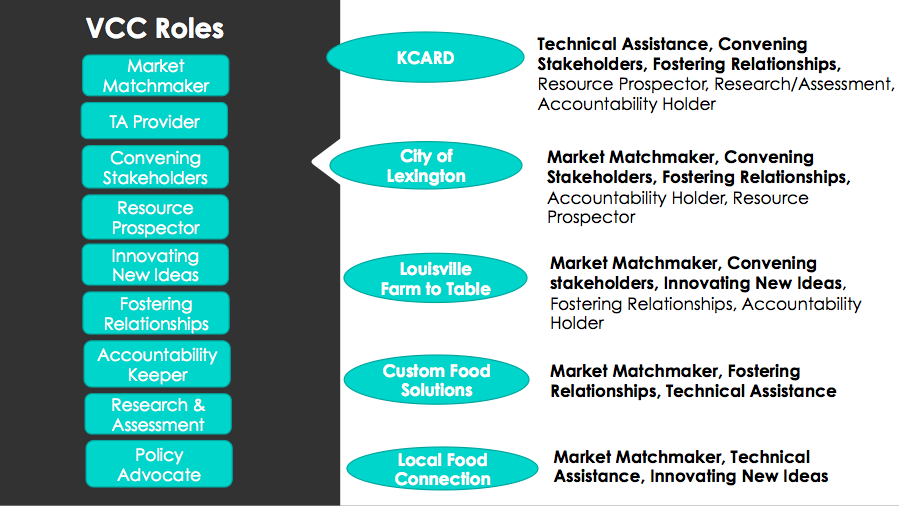 VCC Roles
Market
Matchmaker
TA Provider
Convening
Stakeholders
Resource
Prospector
Innovating
New Ideas
Fostering
Relationships
Accountability
Keeper
Research &
Assessment
Policy
Advocate
KCARD
Technical Assistance, Convening
Stakeholders, Fostering Relationships,
Resource Prospector, Research/Assessment,
Accountability Holder
City of
Lexington
Market Matchmaker, Convening
Stakeholders, Fostering Relationships,
Accountability Holder, Resource
Prospector
Louisville
Farm to Table
Market Matchmaker, Convening
stakeholders, Innovating New Ideas,
Fostering Relationships, Accountability
Holder
Custom Food
Solutions
Market Matchmaker, Fostering
Relationships, Technical Assistance
Local Food
Connection
Market Matchmaker, Technical
Assistance, Innovating New Ideas